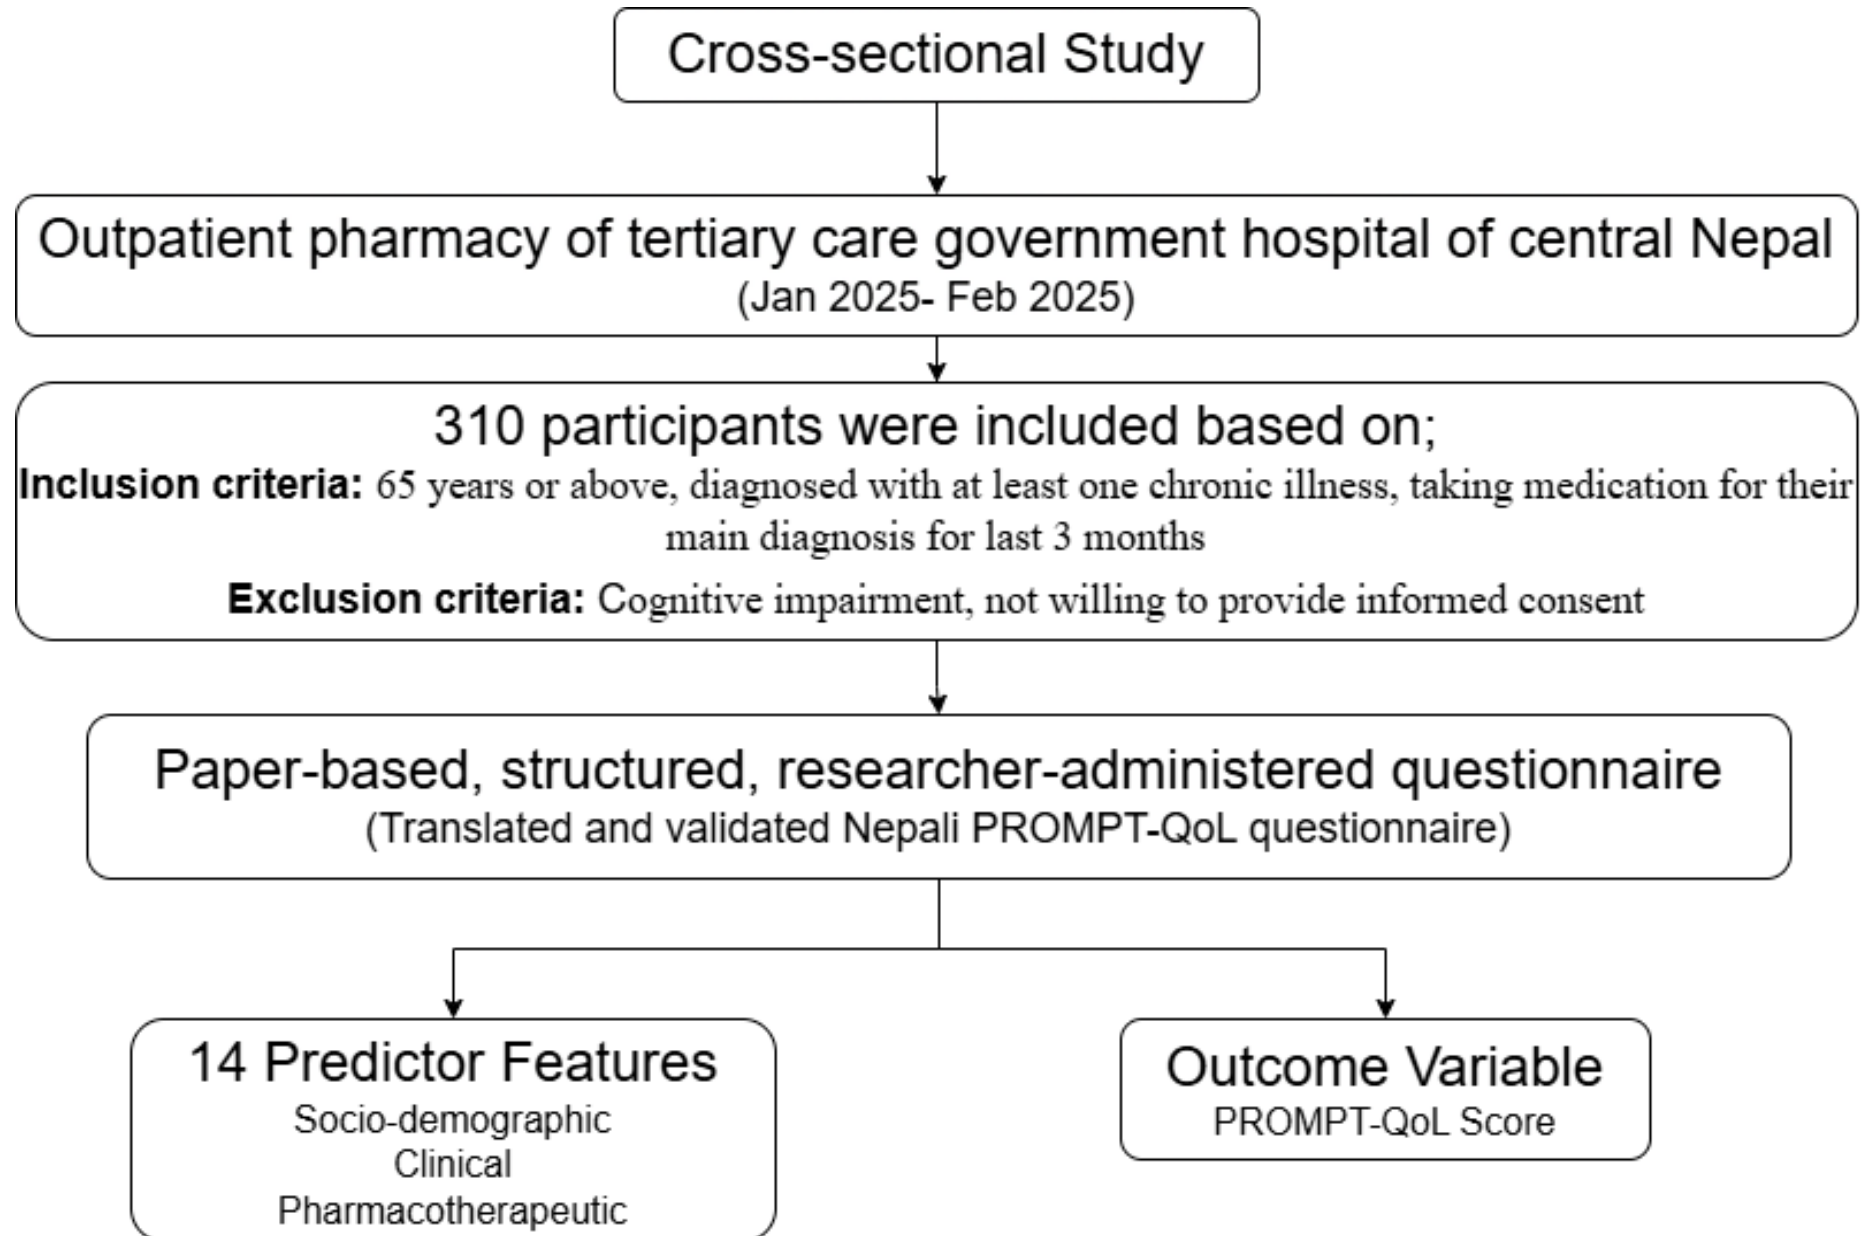 Cross-sectional Study
Outpatient pharmacy of tertiary care government hospital of central Nepal
(Jan 2025- Feb 2025)
310 participants were included based on;
Inclusion criteria: 65 years or above, diagnosed with at least one chronic illness, taking medication for their
main diagnosis for last 3 months
Exclusion criteria: Cognitive impairment, not willing to provide informed consent
Paper-based, structured, researcher-administered questionnaire
(Translated and validated Nepali PROMPT-QoL questionnaire)
14 Predictor Features
Socio-demographic
Clinical
Pharmacotherapeutic
Outcome Variable
PROMPT-QoL Score